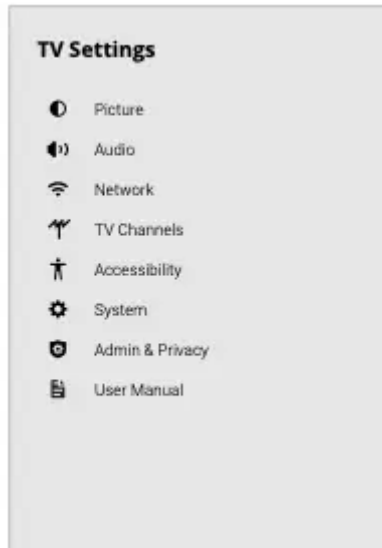 TV Settings
Picture
Audio
Network
TV Channels
Accessibility
System
Admin & Privacy
User Manual